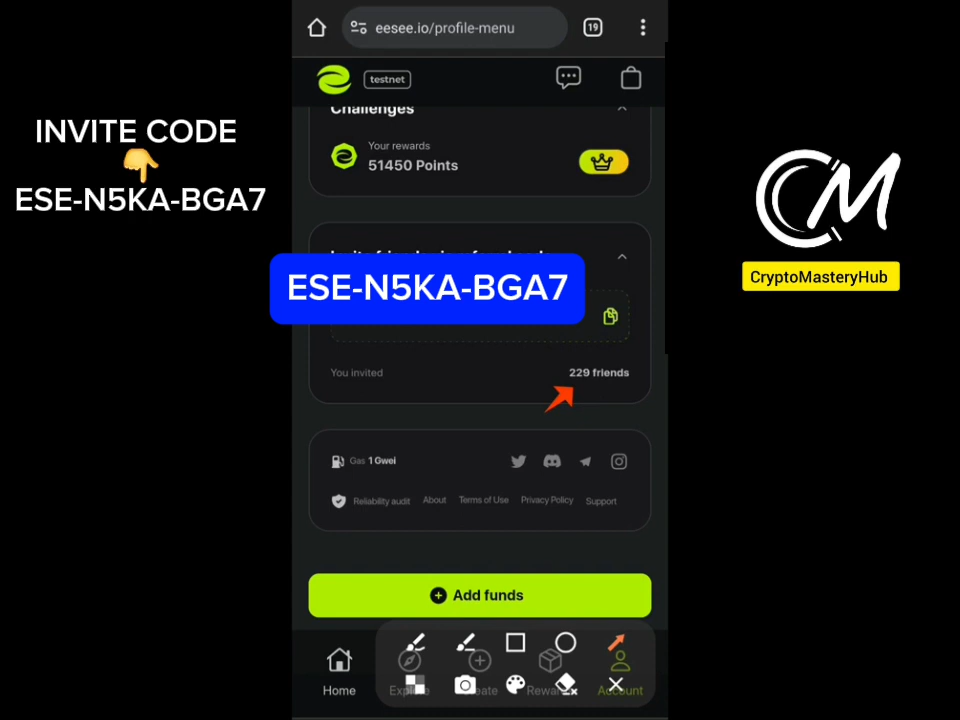 INVITE CODE
👇
ESE-N5KA-BGA7
eesee.io/profile-menu
19
testnet
Challenges
Your rewards
51450 Points
ESE-N5KA-BGA7
You invited
229 friends
Gas 1 Gwei
Reliability audit About Terms of Use Privacy Policy Support
Add funds
Home
Account
CM
CryptoMasteryHub